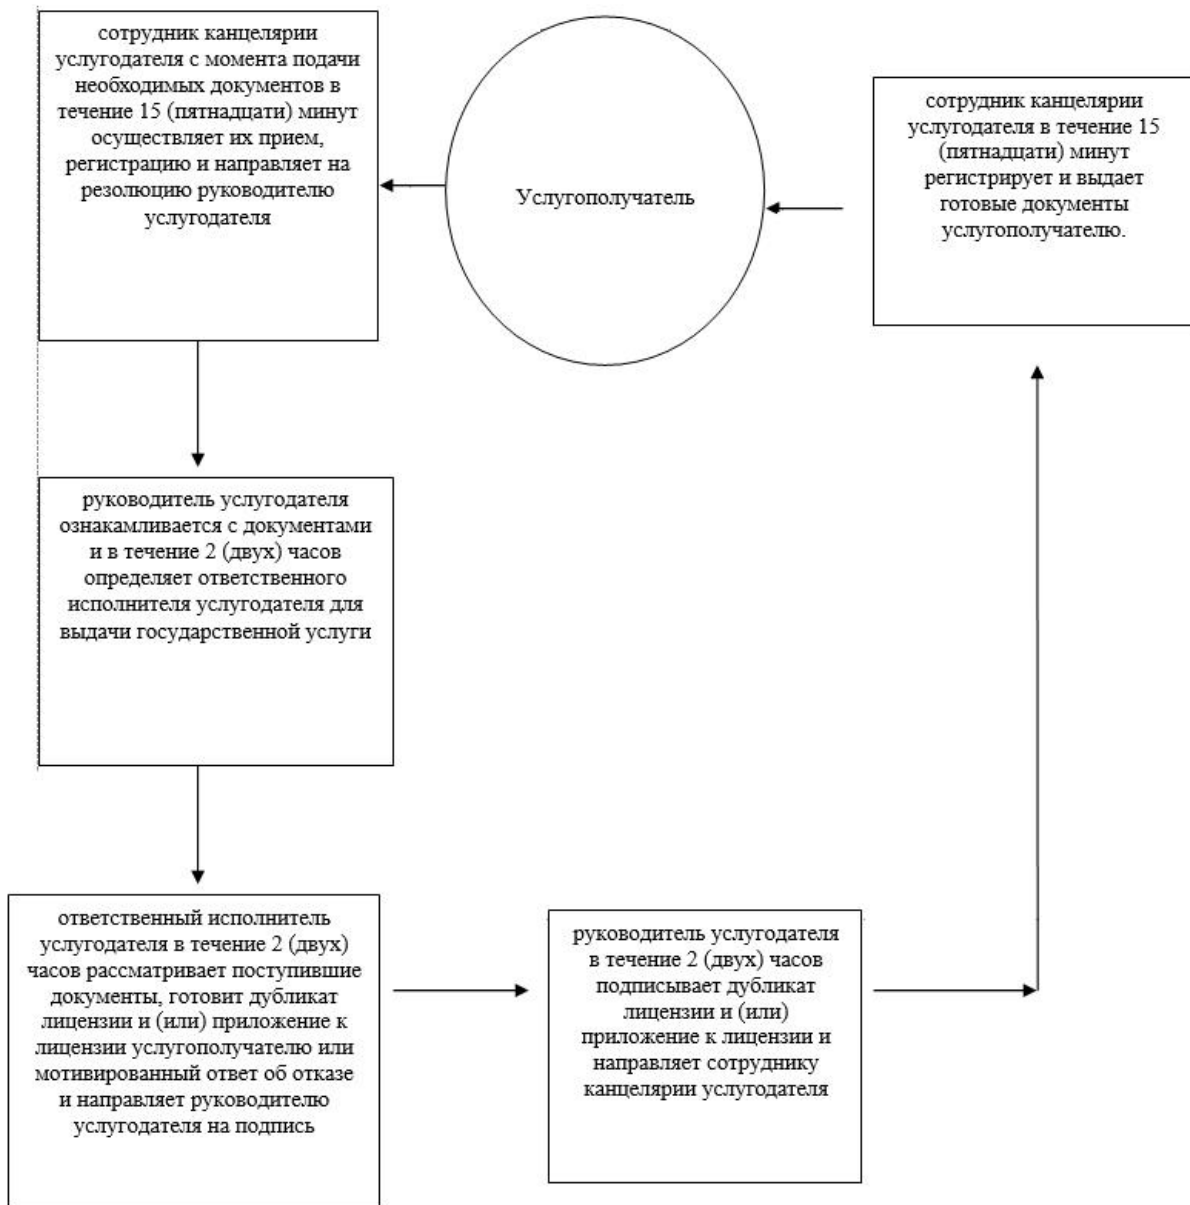 сотрудник канцелярии
услугодателя с момента подачи
необходимых документов в
течение 15 (пятнадцати) минут
осуществляет их прием,
регистрацию и направляет на
резолюцию руководителю
услугодателя
Услугополучатель
сотрудник канцелярии
услугодателя в течение 15
(пятнадцати) минут
регистрирует и выдает
готовые документы
услугополучателю.
руководитель услугодателя
ознакамливается с документами
и в течение 2 (двух) часов
определяет ответственного
исполнителя услугодателя для
выдачи государственной услуги
ответственный исполнитель
услугодателя в течение 2 (двух)
часов рассматривает поступившие
документы, готовит дубликат
лицензии и (или) приложение к
лицензии услугополучателю или
мотивированный ответ об отказе
и направляет руководителю
услугодателя на подпись
руководитель услугодателя
в течение 2 (двух) часов
подписывает дубликат
лицензии и (или)
приложение к лицензии и
направляет сотруднику
канцелярии услугодателя